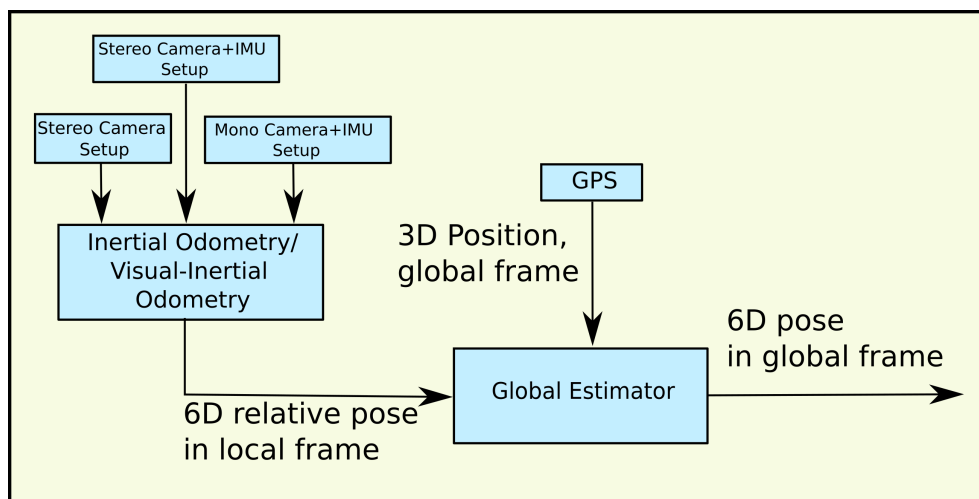 Stereo Camera+IMU
Setup
Stereo Camera
Setup
Mono Camera+IMU
Setup
GPS
Inertial Odometry/
Visual-Inertial
Odometry
3D Position,
global frame
6D pose
in global frame
Global Estimator
6D relative pose
in local frame